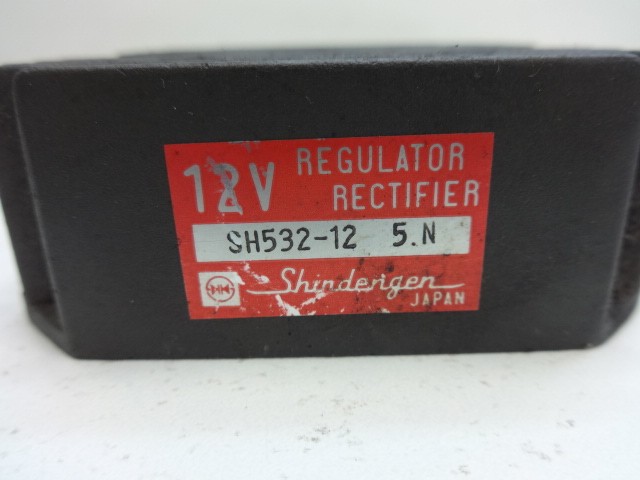 12V REGULATOR
RECTIFIER
SH532-12 5.N
Shindengen
JAPAN